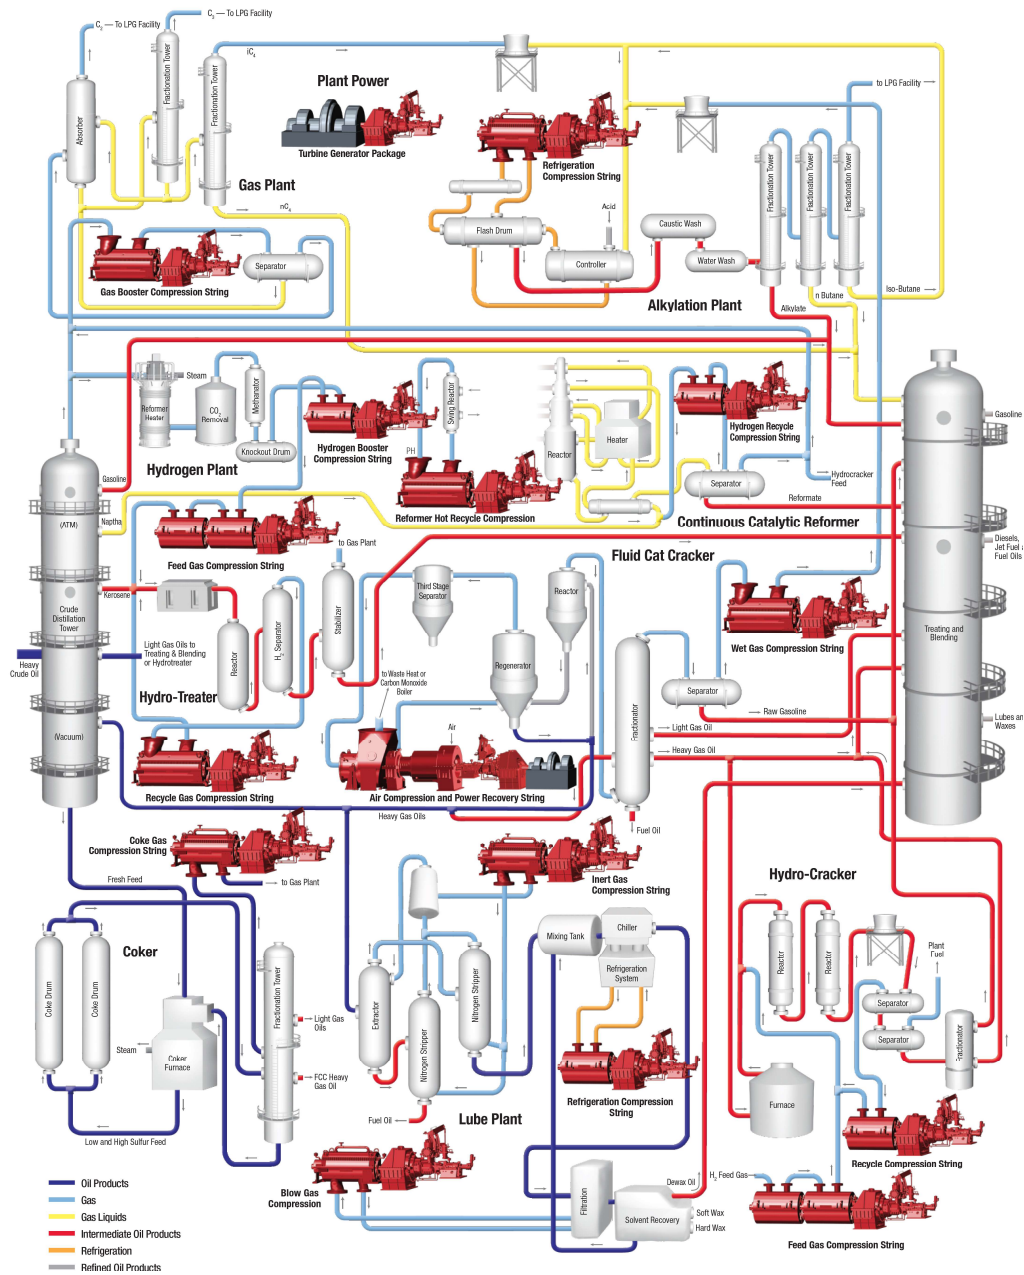 C2 — To LPG Facility
C3 — To LPG Facility
iC4
Absorber
Fractionation Tower
Fractionation Tower
Plant Power
Turbine Generator Package
Gas Plant
nC4
Refrigeration
Compression String
to LPG Facility
Fractionation Tower
Fractionation Tower
Fractionation Tower
Acid
Flash Drum
Controller
Caustic Wash
Water Wash
Separator
Gas Booster Compression String
Alkylation Plant
Alkylate
n Butane
Iso-Butane
Steam
Reformer
Heater
CO2
Removal
Methanator
Knockout Drum
Hydrogen Plant
Hydrogen Booster
Compression String
Swing Reactor
PH
Reformer Hot Recycle Compression
Reactor
Heater
Hydrogen Recycle
Compression String
Separator
Hydrocracker
Feed
Reformate
Continuous Catalytic Reformer
Gasoline
Gasoline
(ATM)
Naptha
Feed Gas Compression String
to Gas Plant
Fluid Cat Cracker
Diesels,
Jet Fuel
Fuel Oils
Kerosene
Crude
Distillation
Tower
Third Stage
Separator
Reactor
Heavy
Crude Oil
Light Gas Oils to
Treating & Blending
or Hydrotreater
Reactor
H2 Separator
Stabilizer
Hydro-Treater
Regenerator
to Waste Heat or
Carbon Monoxide
Boiler
Wet Gas Compression String
Treating and
Blending
Separator
Raw Gasoline
Fractionator
Light Gas Oil
Heavy Gas Oil
Lubes
Waxes
(Vacuum)
Air
Recycle Gas Compression String
Air Compression and Power Recovery String
Heavy Gas Oils
Fuel Oil
Coke Gas
Compression String
Fresh Feed
to Gas Plant
Inert Gas
Compression String
Hydro-Cracker
Coker
Coke Drum
Coke Drum
Fractionation Tower
Light Gas
Oils
FCC Heavy
Gas Oil
Steam
Coker
Furnace
Low and High Sulfur Feed
Extractor
Nitrogen Stripper
Nitrogen Stripper
Fuel Oil
Lube Plant
Mixing Tank
Chiller
Refrigeration
System
Refrigeration Compression
String
Reactor
Reactor
Plant
Fuel
Separator
Separator
Fractionator
Furnace
Recycle Compression String
H2 Feed Gas
Feed Gas Compression String
Blow Gas
Compression
Filtration
Dewax Oil
Solvent Recovery
Soft Wax
Hard Wax
Oil Products
Gas
Gas Liquids
Intermediate Oil Products
Refrigeration
Refined Oil Products